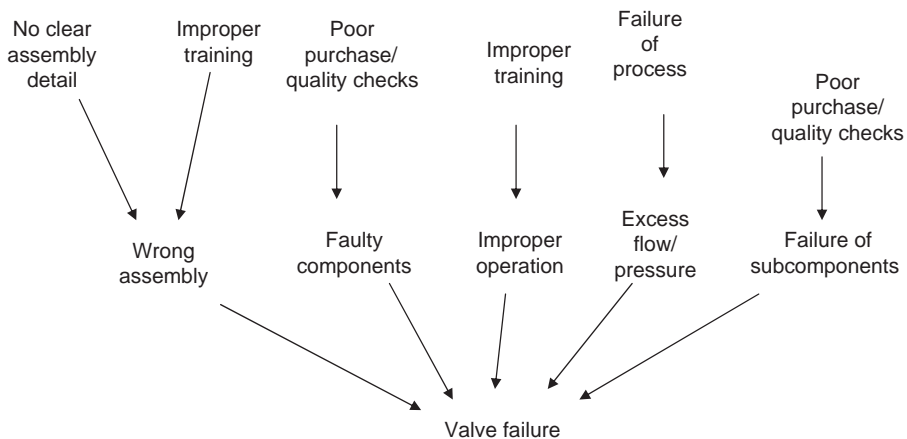 No clear
assembly
detail
Improper
training
Poor
purchase/
quality checks
Improper
training
Failure
of
process
Poor
purchase/
quality checks
Wrong
assembly
Faulty
components
Improper
operation
Excess
flow/
pressure
Failure of
subcomponents
Valve failure